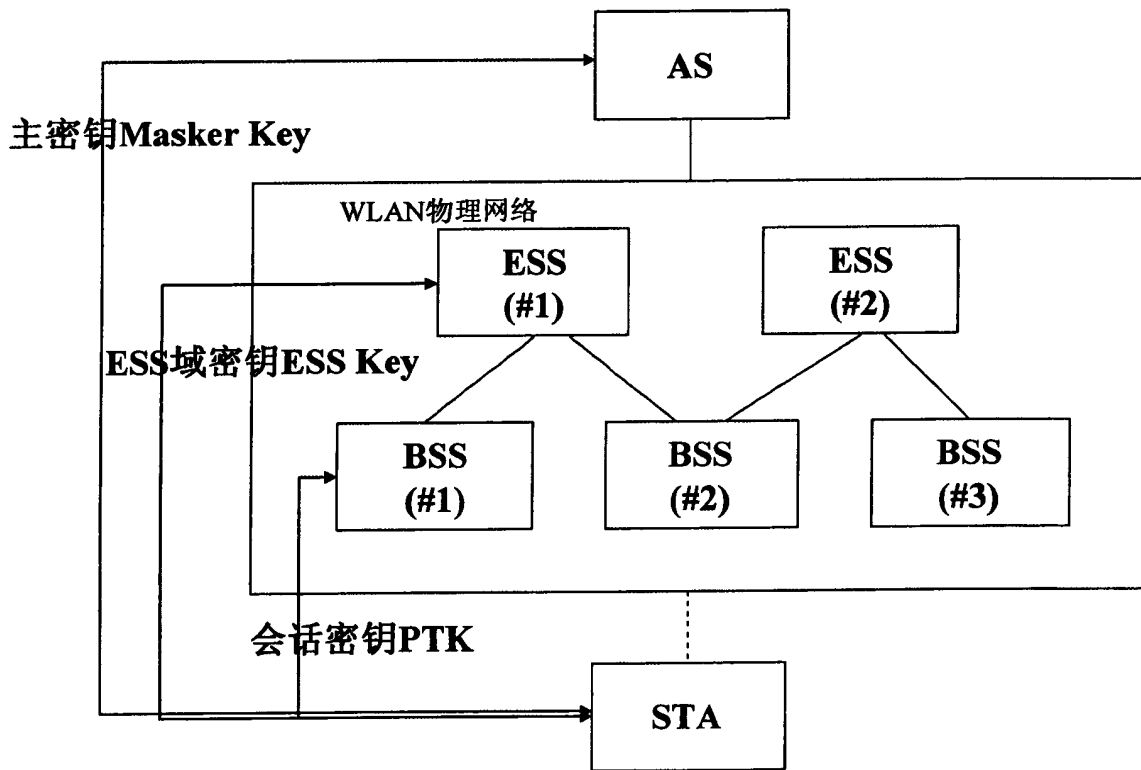 AS
主密钥Masker Key
WLAN物理网络
ESS
(#1)
ESS
(#2)
ESS域密钥ESS Key
BSS
(#1)
BSS
(#2)
BSS
(#3)
会话密钥PTK
STA